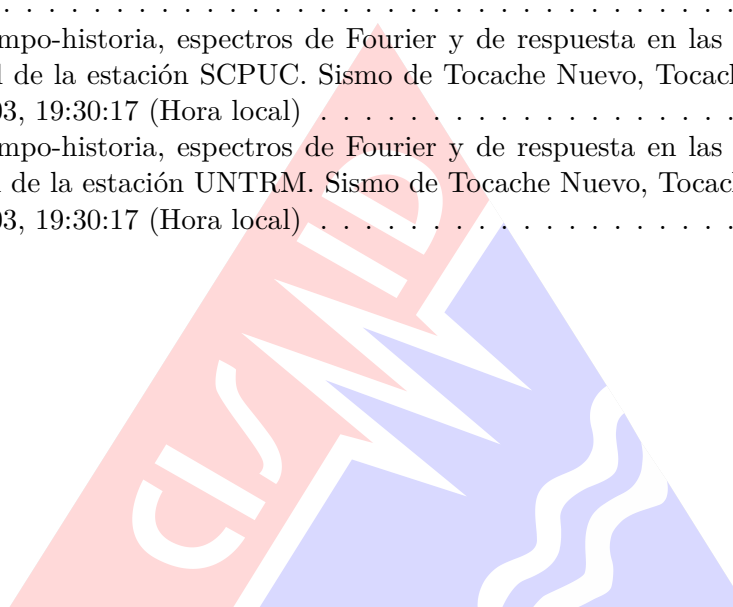 . . . . . . . . . . . . . . . . . . . . . . . . .
mpo-historia, espectros de Fourier y de respuesta en las
de la estación SCPUC. Sismo de Tocache Nuevo,
03, 19:30:17 (Hora local) . . . . . . . . . . . . . . .
mpo-historia, espectros de Fourier y de respuesta en las
de la estación UNTRM. Sismo de Tocache Nuevo,
03, 19:30:17 (Hora local) . . . . . . . . . . . . . . .
CISMID